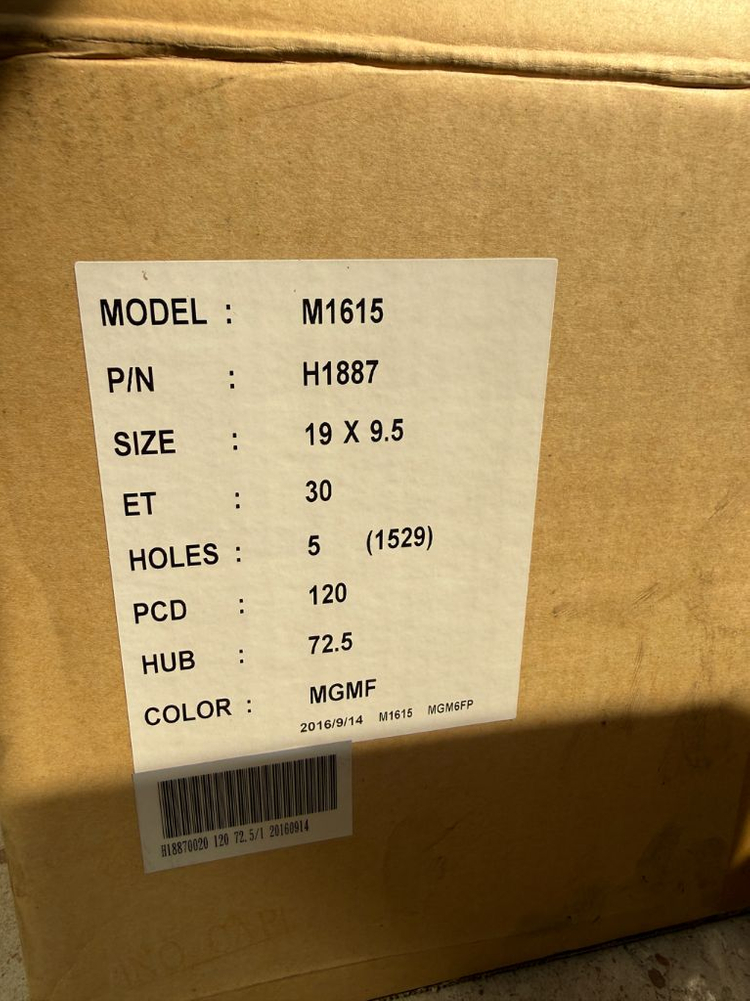 MODEL : M1615
P/N : H1887
SIZE : 19 X 9.5
ET : 30
HOLES : 5 (1529)
PCD : 120
HUB : 72.5
COLOR : MGMF
2016/9/14 M1615 MGM6FP
H18870020 120 72.5/1 20160914